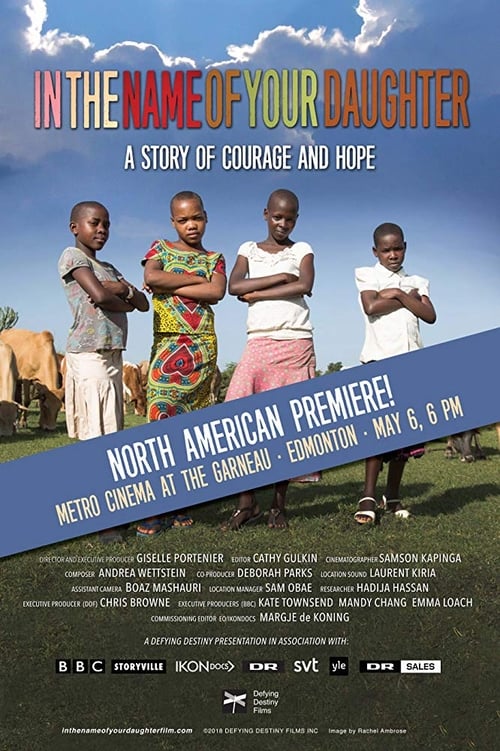 IN THE NAME OF YOUR DAUGHTER
A STORY OF COURAGE AND HOPE
NORTH AMERICAN PREMIERE!
METRO CINEMA AT THE GARNEAU · EDMONTON · MAY 6, 6 PM
DIRECTOR AND EXECUTIVE PRODUCER GISELLE PORTENIER EDITOR CATHY GULKIN CINEMATOGRAPHER SAMSON KAPINGA
COMPOSER ANDREA WETTSTEIN CO-PRODUCER DEBORAH PARKS LOCATION SOUND LAURENT KIRIA
ASSISTANT CAMERA BOAZ MASHAURI LOCATION MANAGER SAM OBAE RESEARCHER HADIJA HASSAN
EXECUTIVE PRODUCER (DDF) CHRIS BROWNE EXECUTIVE PRODUCERS (BBC) KATE TOWNSEND MANDY CHANG EMMA LOACH
COMMISSIONING EDITOR EO/IKONDOCS MARGJE de KONING
A DEFYING DESTINY PRESENTATION IN ASSOCIATION WITH:
BBC STORYVILLE IKONDOCS DR svt yle DR SALES
Defying
Destiny
Films
inthenameofyourdaughterfilm.com ©2018 DEFYING DESTINY FILMS INC Image by Rachel Ambrose